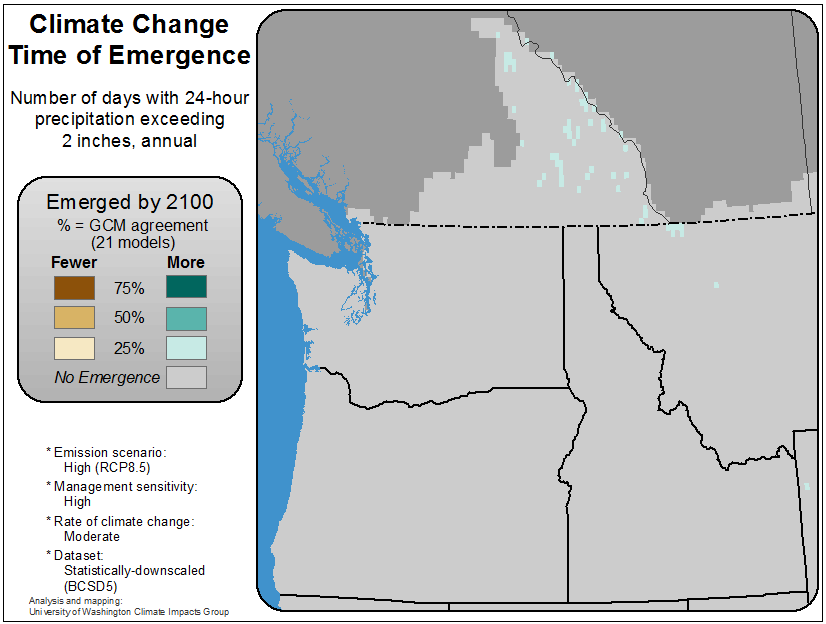 Climate Change
Time of Emergence
Number of days with 24-hour
precipitation exceeding
2 inches, annual
Emerged by 2100
% = GCM agreement
(21 models)
Fewer More
75%
50%
25%
No Emergence
* Emission scenario:
High (RCP8.5)
* Management sensitivity:
High
* Rate of climate change:
Moderate
* Dataset:
Statistically-downscaled
(BCSD5)
Analysis and mapping:
University of Washington Climate Impacts Group